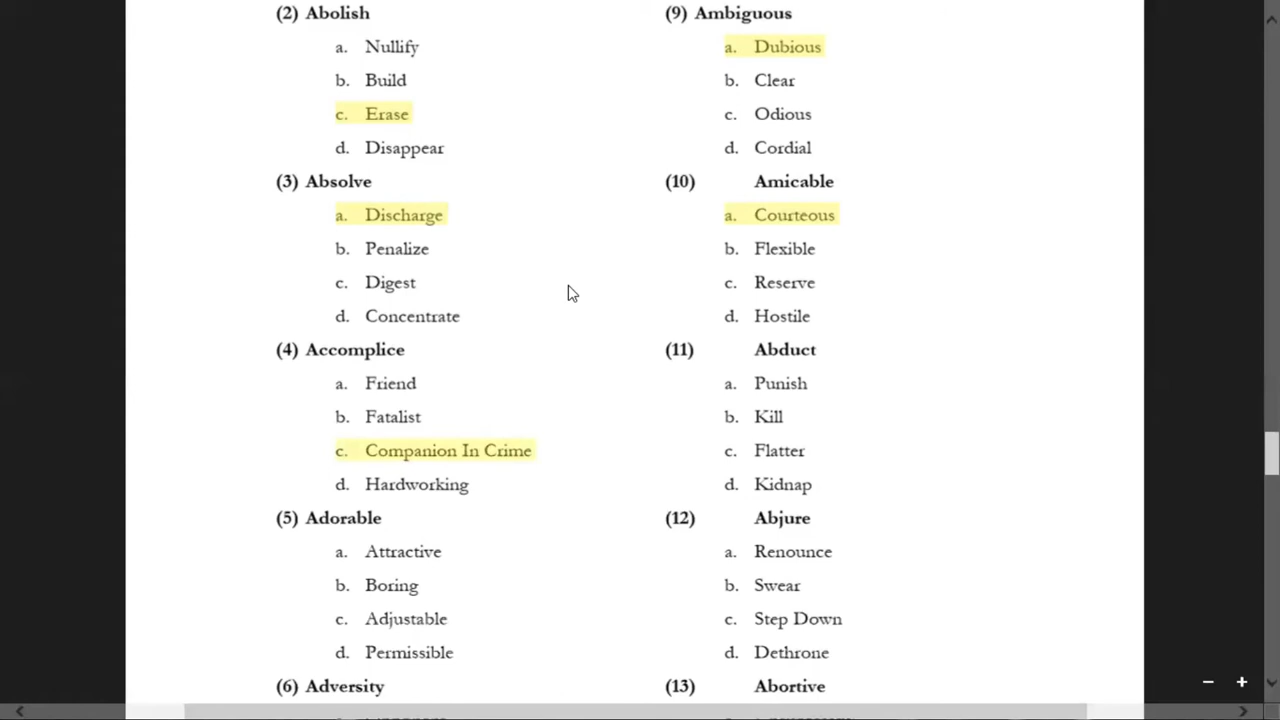 (2) Abolish
a. Nullify
b. Build
c. Erase
d. Disappear
(3) Absolve
a. Discharge
b. Penalize
c. Digest
d. Concentrate
(4) Accomplice
a. Friend
b. Fatalist
c. Companion In Crime
d. Hardworking
(5) Adorable
a. Attractive
b. Boring
c. Adjustable
d. Permissible
(6) Adversity
(9) Ambiguous
a. Dubious
b. Clear
c. Odious
d. Cordial
(10) Amicable
a. Courteous
b. Flexible
c. Reserve
d. Hostile
(11) Abduct
a. Punish
b. Kill
c. Flatter
d. Kidnap
(12) Abjure
a. Renounce
b. Swear
c. Step Down
d. Dethrone
(13) Abortive